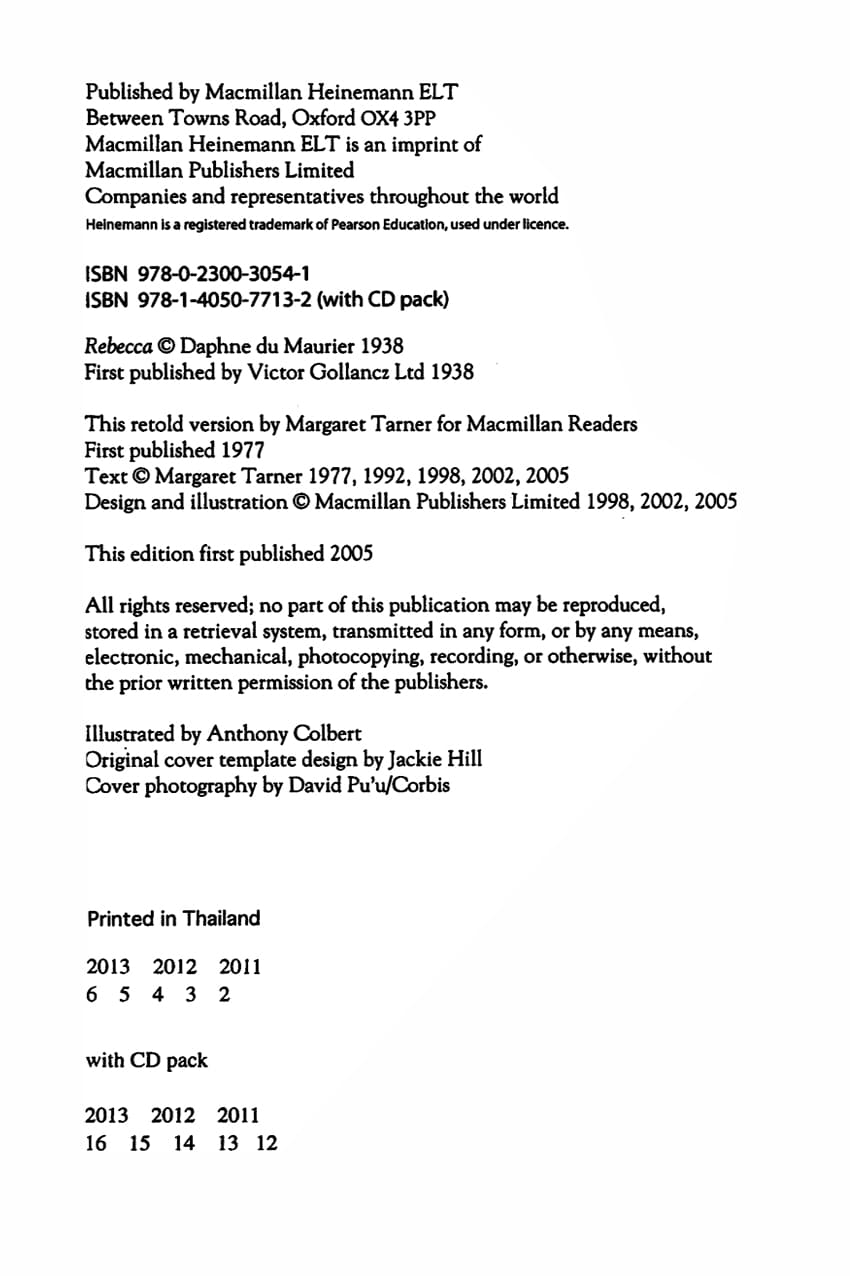 Published by Macmillan Heinemann ELT
Between Towns Road, Oxford OX4 3PP
Macmillan Heinemann ELT is an imprint of
Macmillan Publishers Limited
Companies and representatives throughout the world
Heinemann is a registered trademark of Pearson Education, used under licence.
ISBN 978-0-2300-3054-1
ISBN 978-1-4050-7713-2 (with CD pack)
Rebecca © Daphne du Maurier 1938
First published by Victor Gollancz Ltd 1938
This retold version by Margaret Tarner for Macmillan Readers
First published 1977
Text © Margaret Tarner 1977, 1992, 1998, 2002, 2005
Design and illustration © Macmillan Publishers Limited 1998, 2002, 2005
This edition first published 2005
All rights reserved; no part of this publication may be reproduced,
stored in a retrieval system, transmitted in any form, or by any means,
electronic, mechanical, photocopying, recording, or otherwise, without
the prior written permission of the publishers.
Illustrated by Anthony Colbert
Original cover template design by Jackie Hill
Cover photography by David Pu'u/Corbis
Printed in Thailand
2013 2012 2011
6 5 4 3 2
with CD pack
2013 2012 2011
16 15 14 13 12